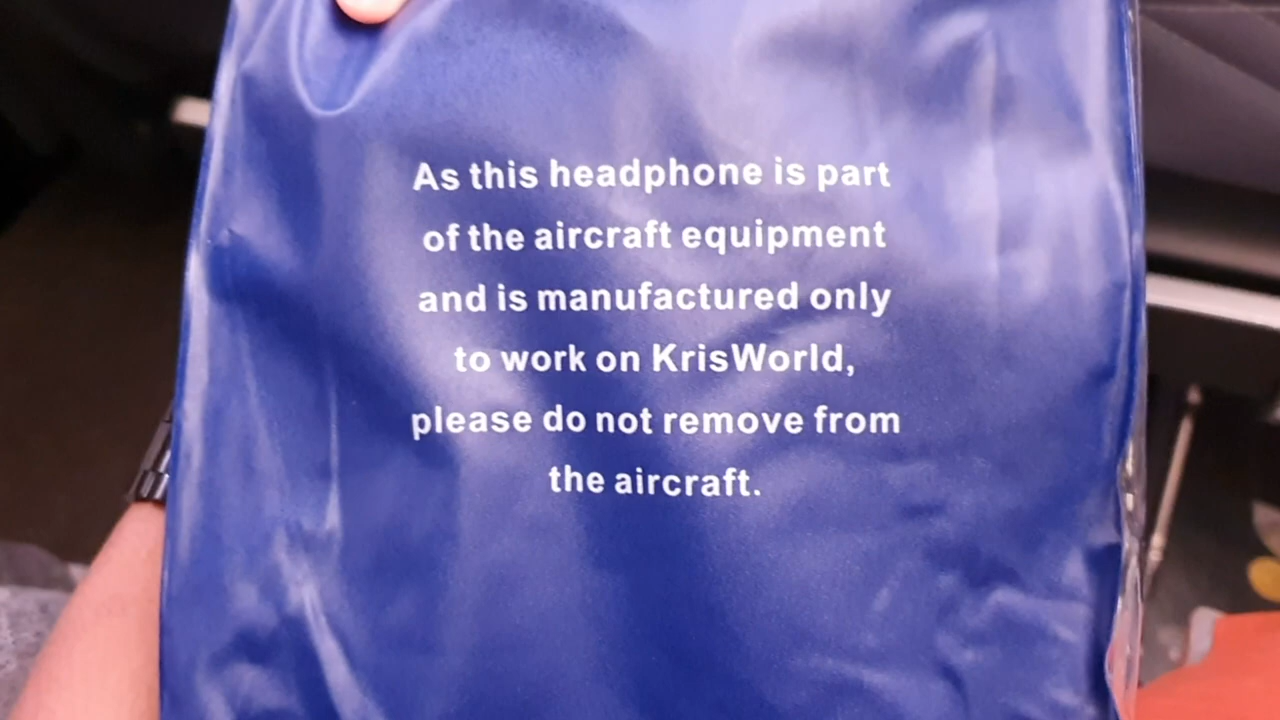 As this headphone is part
of the aircraft equipment
and is manufactured only
to work on KrisWorld,
please do not remove from
the aircraft.